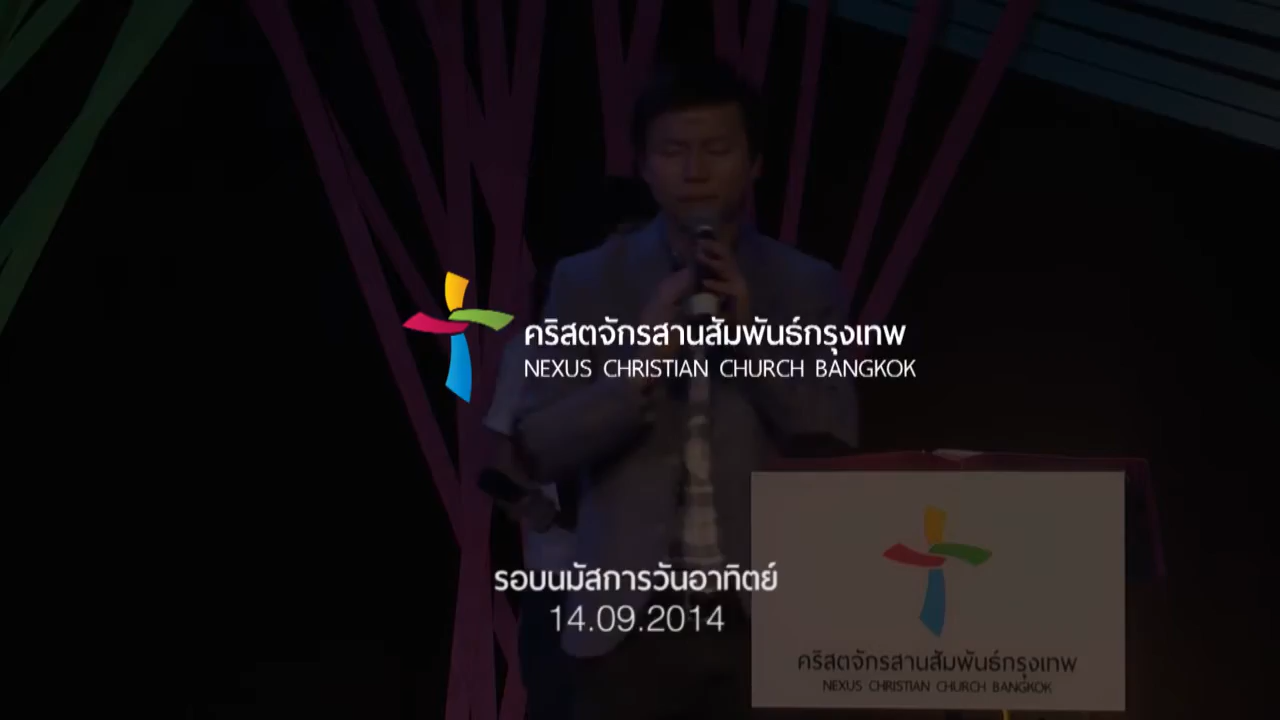 คริสตจักรสานสัมพันธ์กรุงเทพ
NEXUS CHRISTIAN CHURCH BANGKOK
รอบนมัสการวันอาทิตย์
14.09.2014
คริสตจักรสานสัมพันธ์กรุงเทพ
NEXUS CHRISTIAN CHURCH BANGKOK